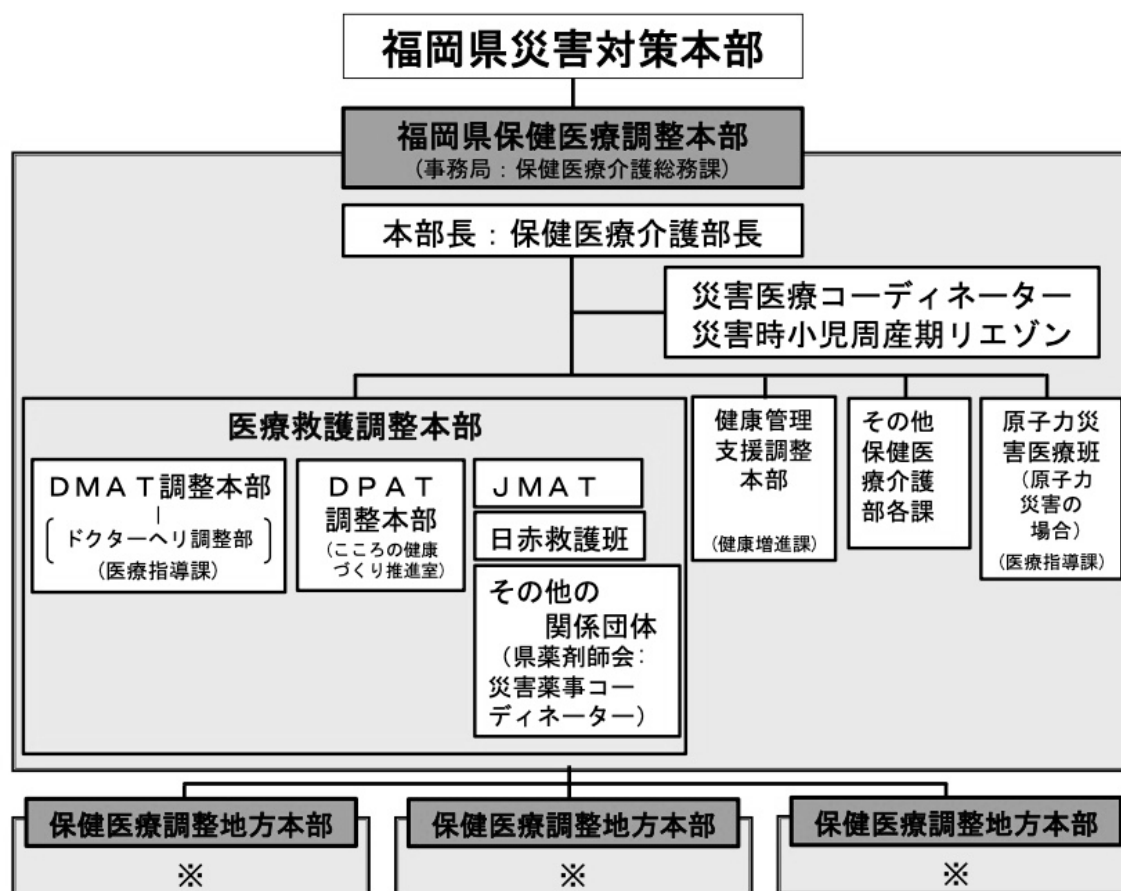 福岡県災害対策本部
福岡県保健医療調整本部
(事務局：保健医療介護総務課)
本部長：保健医療介護部長
災害医療コーディネーター
災害時小児周産期リエゾン
医療救護調整本部
ＤＭＡＴ調整本部
ドクターヘリ調整部
(医療指導課)
ＤＰＡＴ
調整本部
(こころの健康
づくり推進室)
ＪＭＡＴ
日赤救護班
その他の
関係団体
（県薬剤師会：
災害薬事コー
ディネーター）
健康管理
支援調整
本部
(健康増進課)
その他
保健医
療介護
部各課
原子力災
害医療班
(原子力
災害の
場合)
(医療指導課)
保健医療調整地方本部
※
保健医療調整地方本部
※
保健医療調整地方本部
※